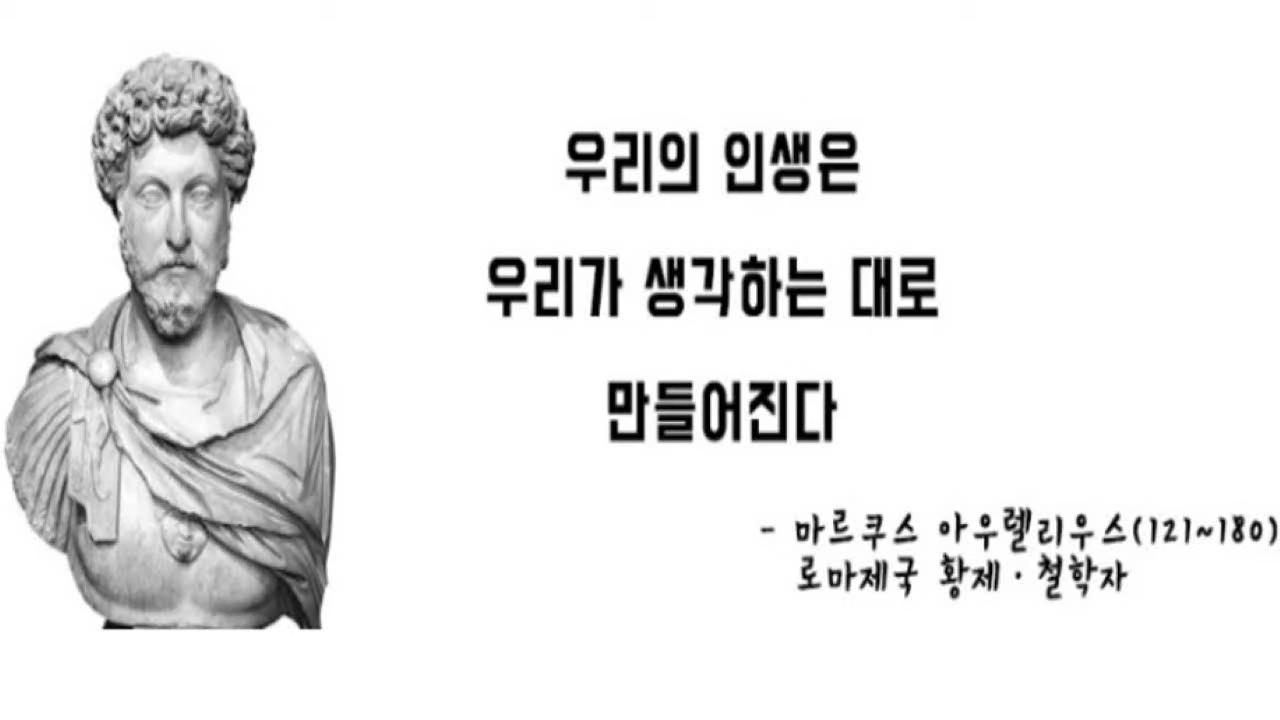 우리의 인생은
우리가 생각하는 대로
만들어진다
- 마르쿠스 아우렐리우스(121~180)
로마제국 황제·철학자